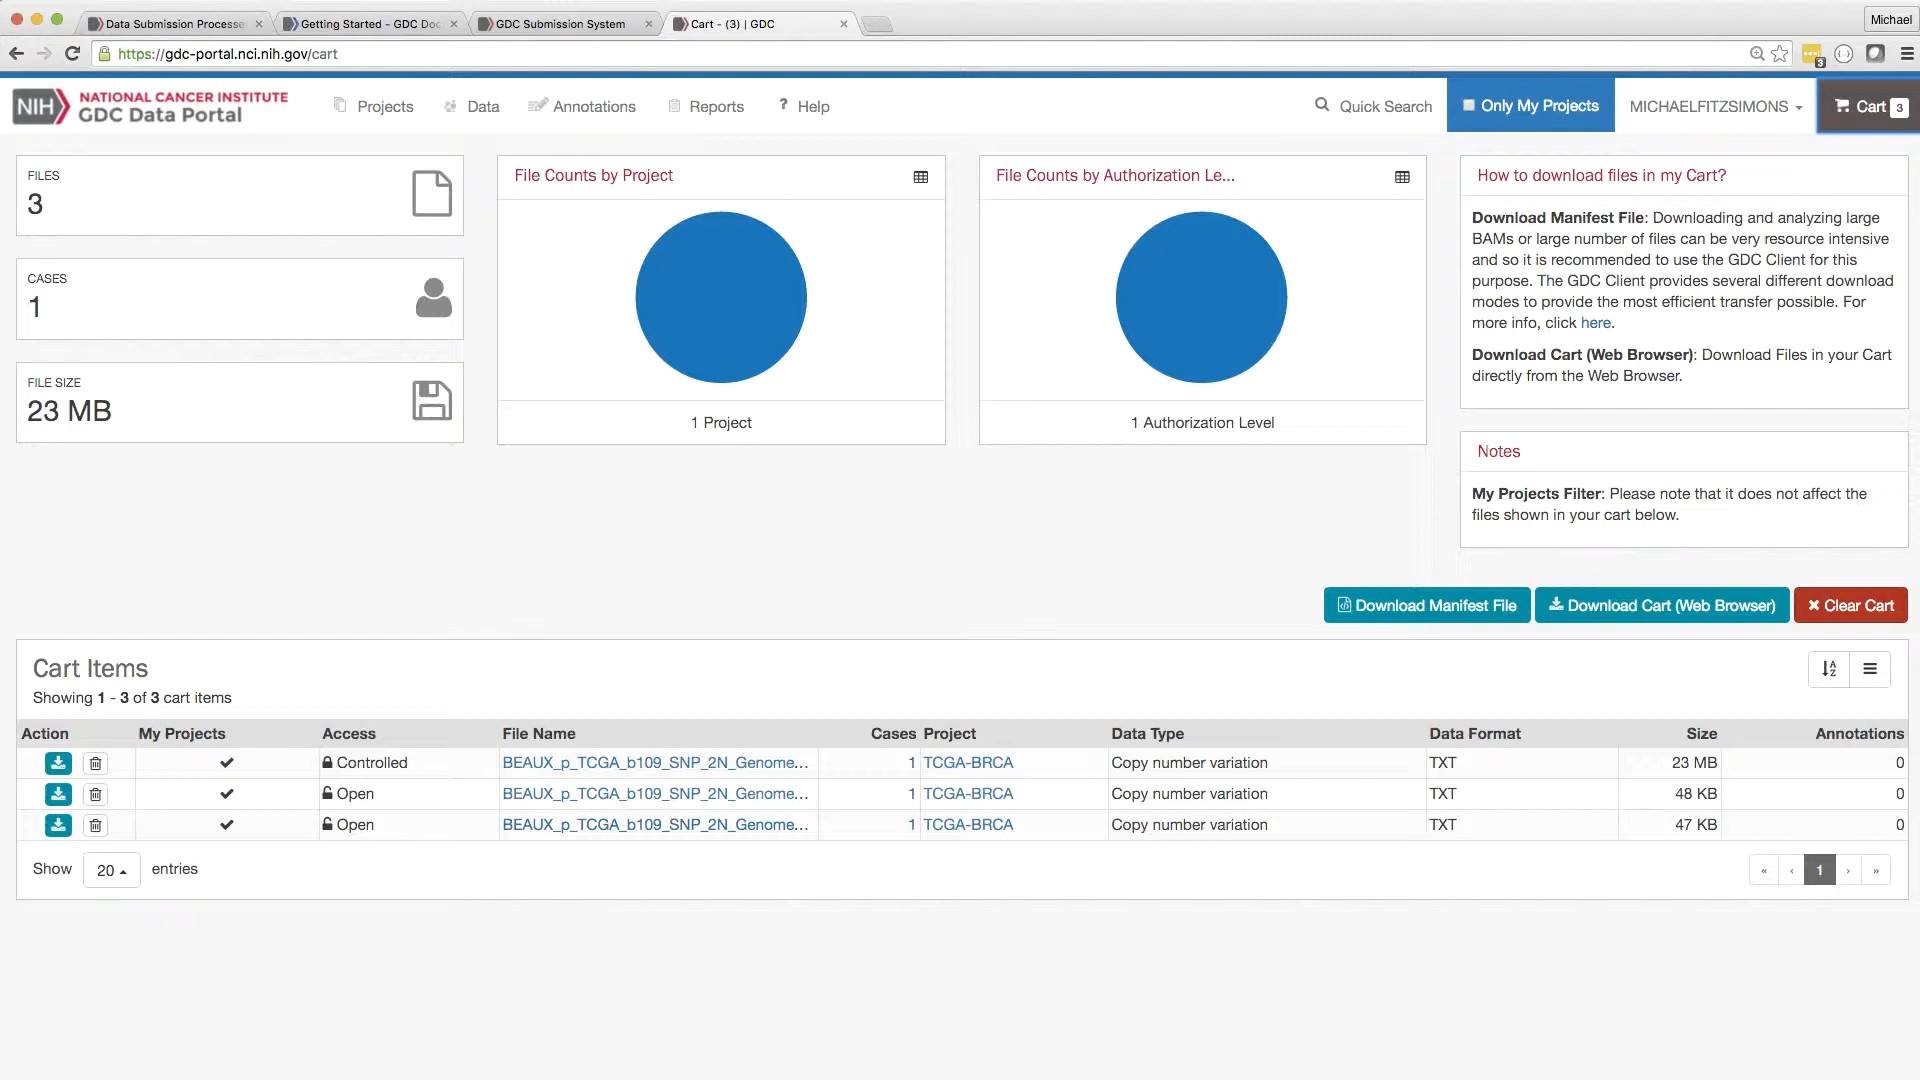 Data Submission Processe
Getting Started - GDC Doc
GDC Submission System
Cart - (3) | GDC
Michael
https://gdc-portal.nci.nih.gov/cart
3
NIH
NATIONAL CANCER INSTITUTE
GDC Data Portal
Projects
Data
Annotations
Reports
? Help
Quick Search
Only My Projects
MICHAELFITZSIMONS
Cart 3
FILES
3
CASES
1
FILE SIZE
23 MB
File Counts by Project
1 Project
File Counts by Authorization Le...
1 Authorization Level
How to download files in my Cart?
Download Manifest File: Downloading and analyzing large
BAMs or large number of files can be very resource intensive
and so it is recommended to use the GDC Client for this
purpose. The GDC Client provides several different download
modes to provide the most efficient transfer possible. For
more info, click here.
Download Cart (Web Browser): Download Files in your Cart
directly from the Web Browser.
Notes
My Projects Filter: Please note that it does not affect the
files shown in your cart below.
Download Manifest File
Download Cart (Web Browser)
Clear Cart
Cart Items
Showing 1 - 3 of 3 cart items
Action My Projects Access File Name Cases Project Data Type Data Format Size Annotations
Controlled BEAUX_p_TCGA_b109_SNP_2N_Genome... 1 TCGA-BRCA Copy number variation TXT 23 MB 0
Open BEAUX_p_TCGA_b109_SNP_2N_Genome... 1 TCGA-BRCA Copy number variation TXT 48 KB 0
Open BEAUX_p_TCGA_b109_SNP_2N_Genome... 1 TCGA-BRCA Copy number variation TXT 47 KB 0
Show 20 entries
« ‹ 1 › »